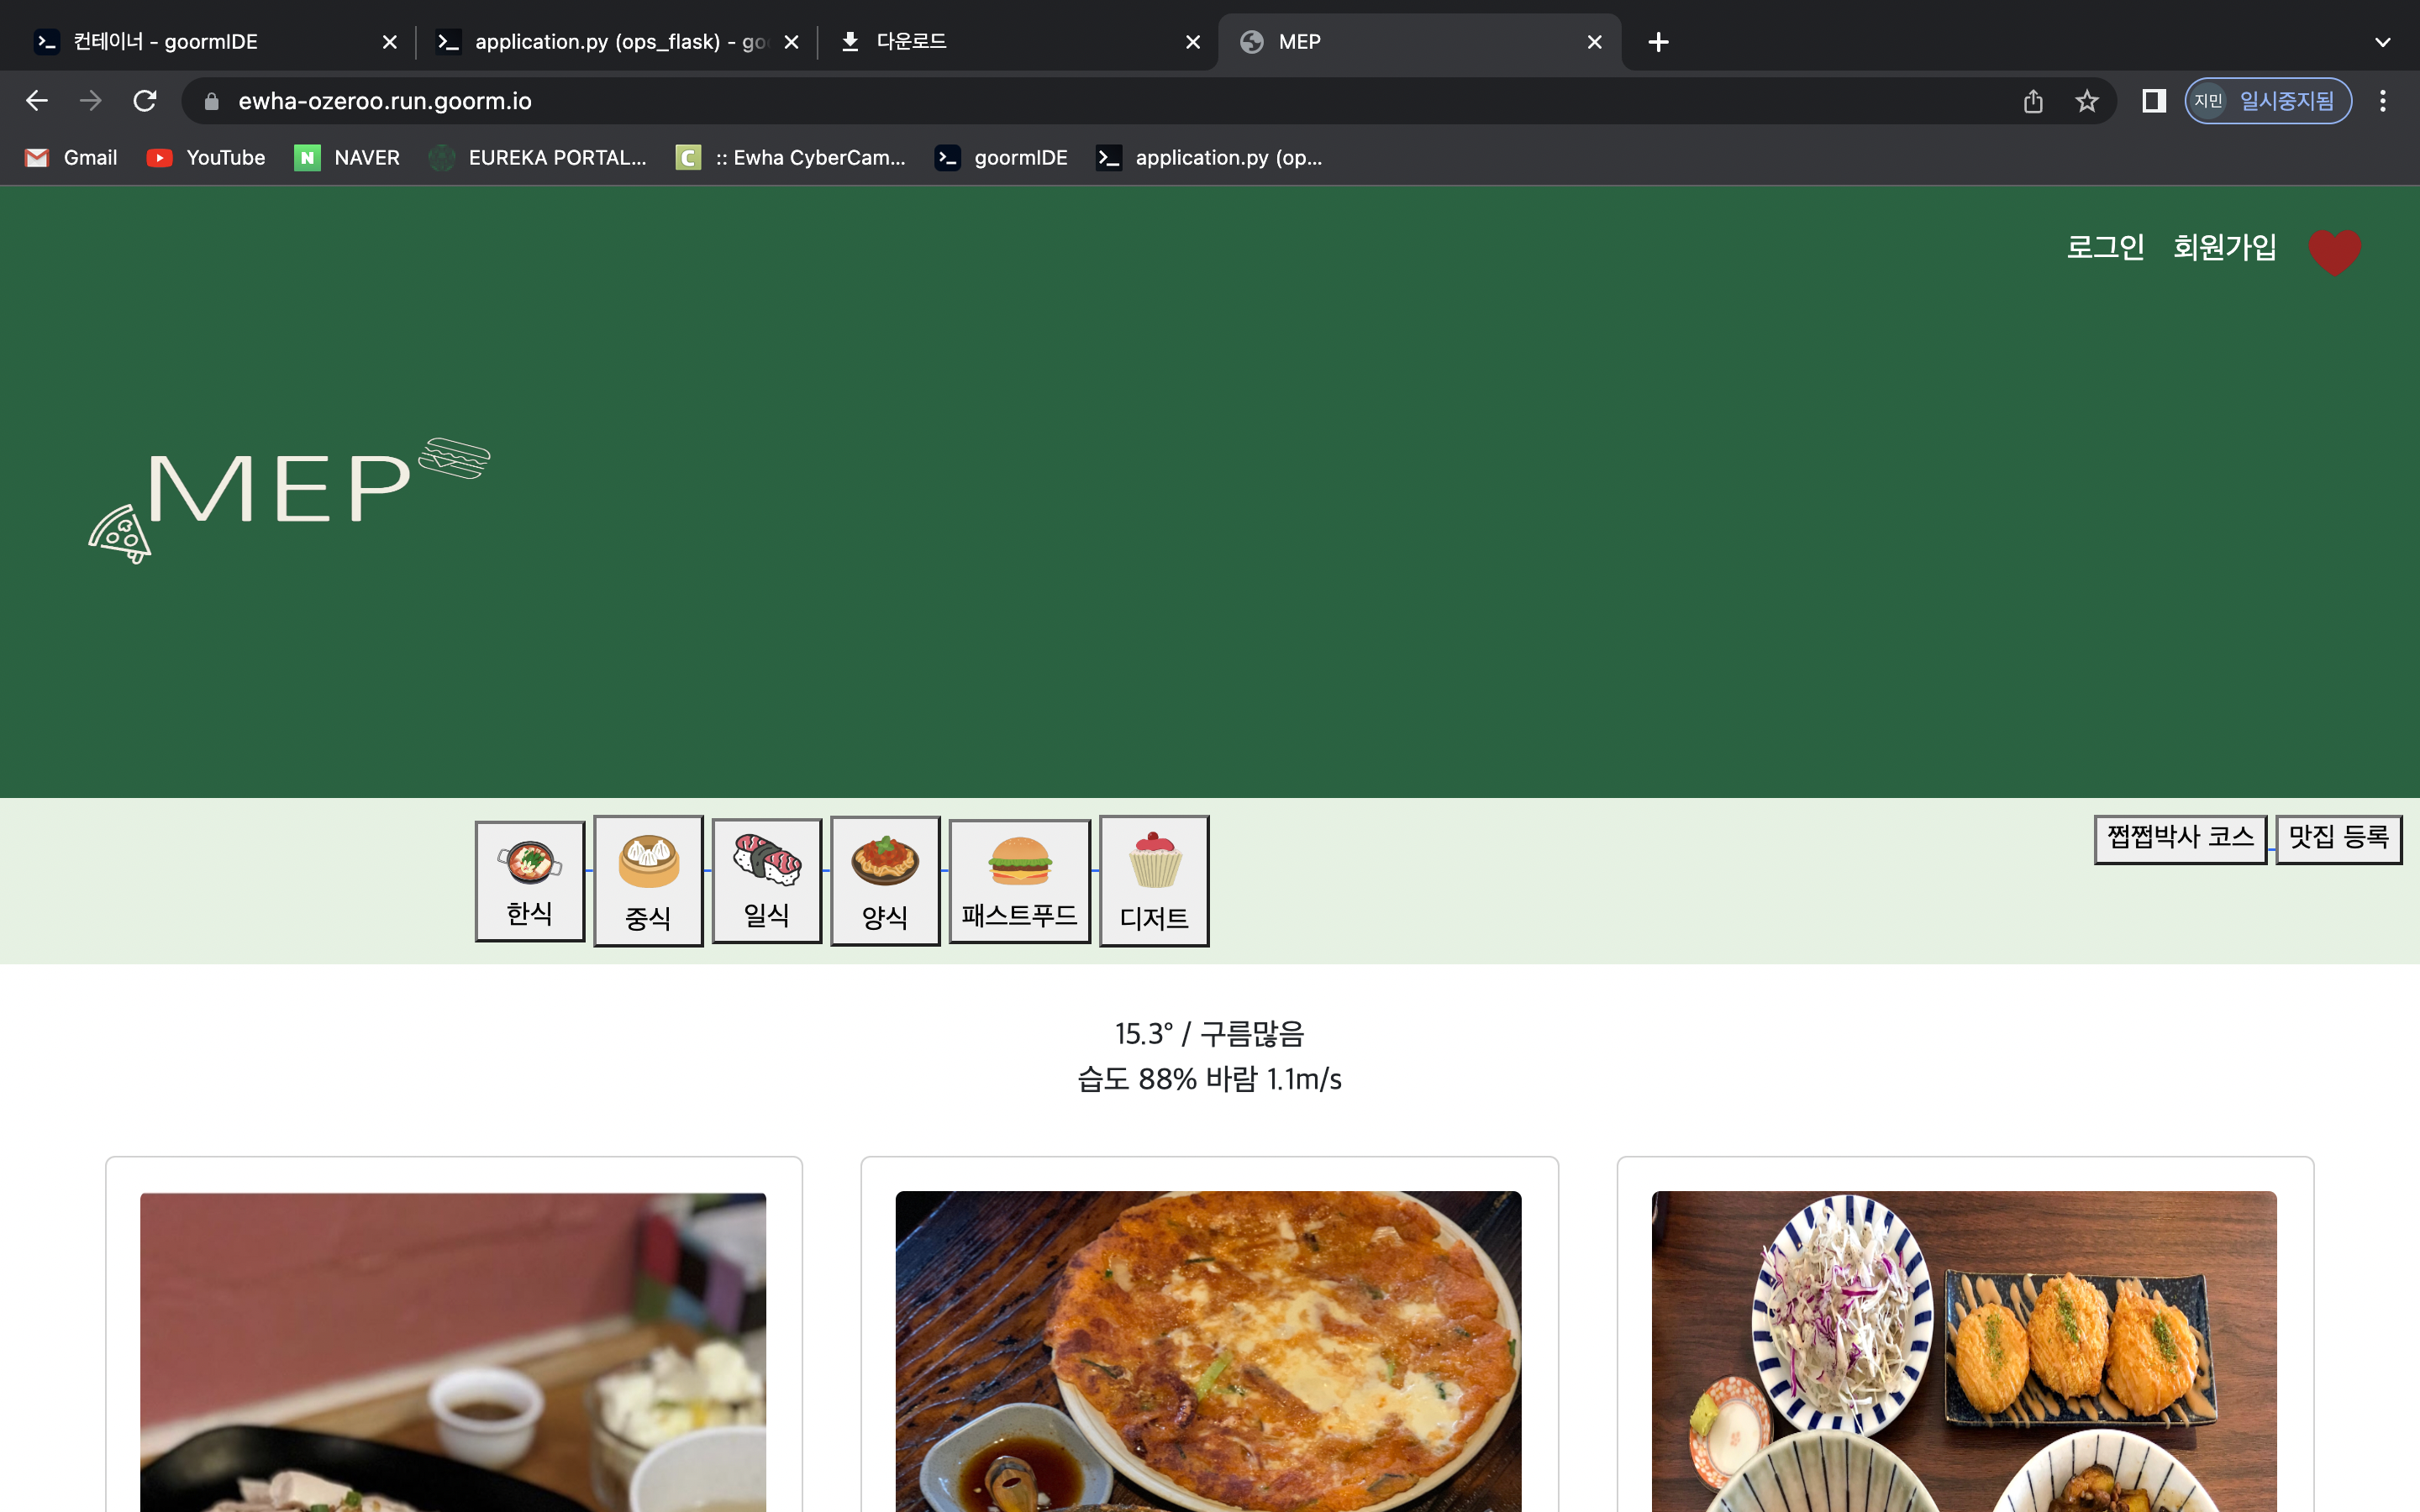 컨테이너 - goormIDE
application.py (ops_flask) - goo
다운로드
MEP
ewha-ozeroo.run.goorm.io
지민 일시중지됨
Gmail
YouTube
NAVER
EUREKA PORTAL...
:: Ewha CyberCam...
goormIDE
application.py (op...
로그인 회원가입
MEP
한식
중식
일식
양식
패스트푸드
디저트
쩝쩝박사 코스
맛집 등록
15.3° / 구름많음
습도 88% 바람 1.1m/s